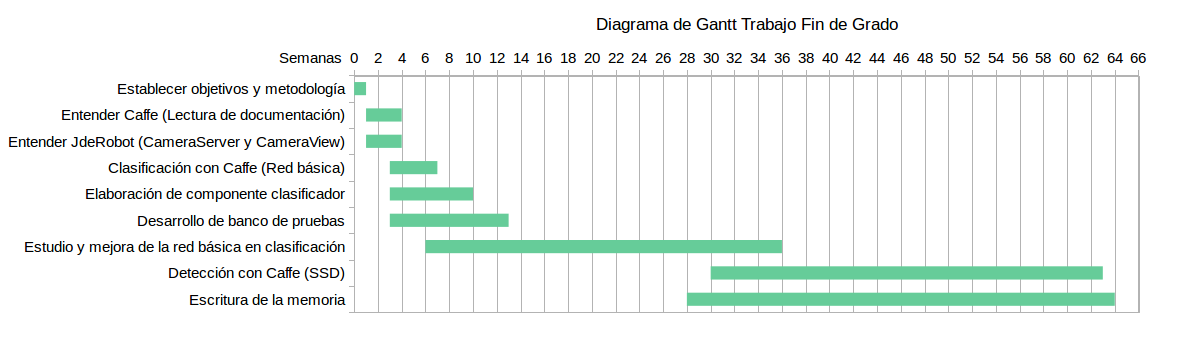 Diagrama de Gantt Trabajo Fin de Grado
Semanas 0 2 4 6 8 10 12 14 16 18 20 22 24 26 28 30 32 34 36 38 40 42 44 46 48 50 52 54 56 58 60 62 64 66
Establecer objetivos y metodología
Entender Caffe (Lectura de documentación)
Entender JdeRobot (CameraServer y CameraView)
Clasificación con Caffe (Red básica)
Elaboración de componente clasificador
Desarrollo de banco de pruebas
Estudio y mejora de la red básica en clasificación
Detección con Caffe (SSD)
Escritura de la memoria